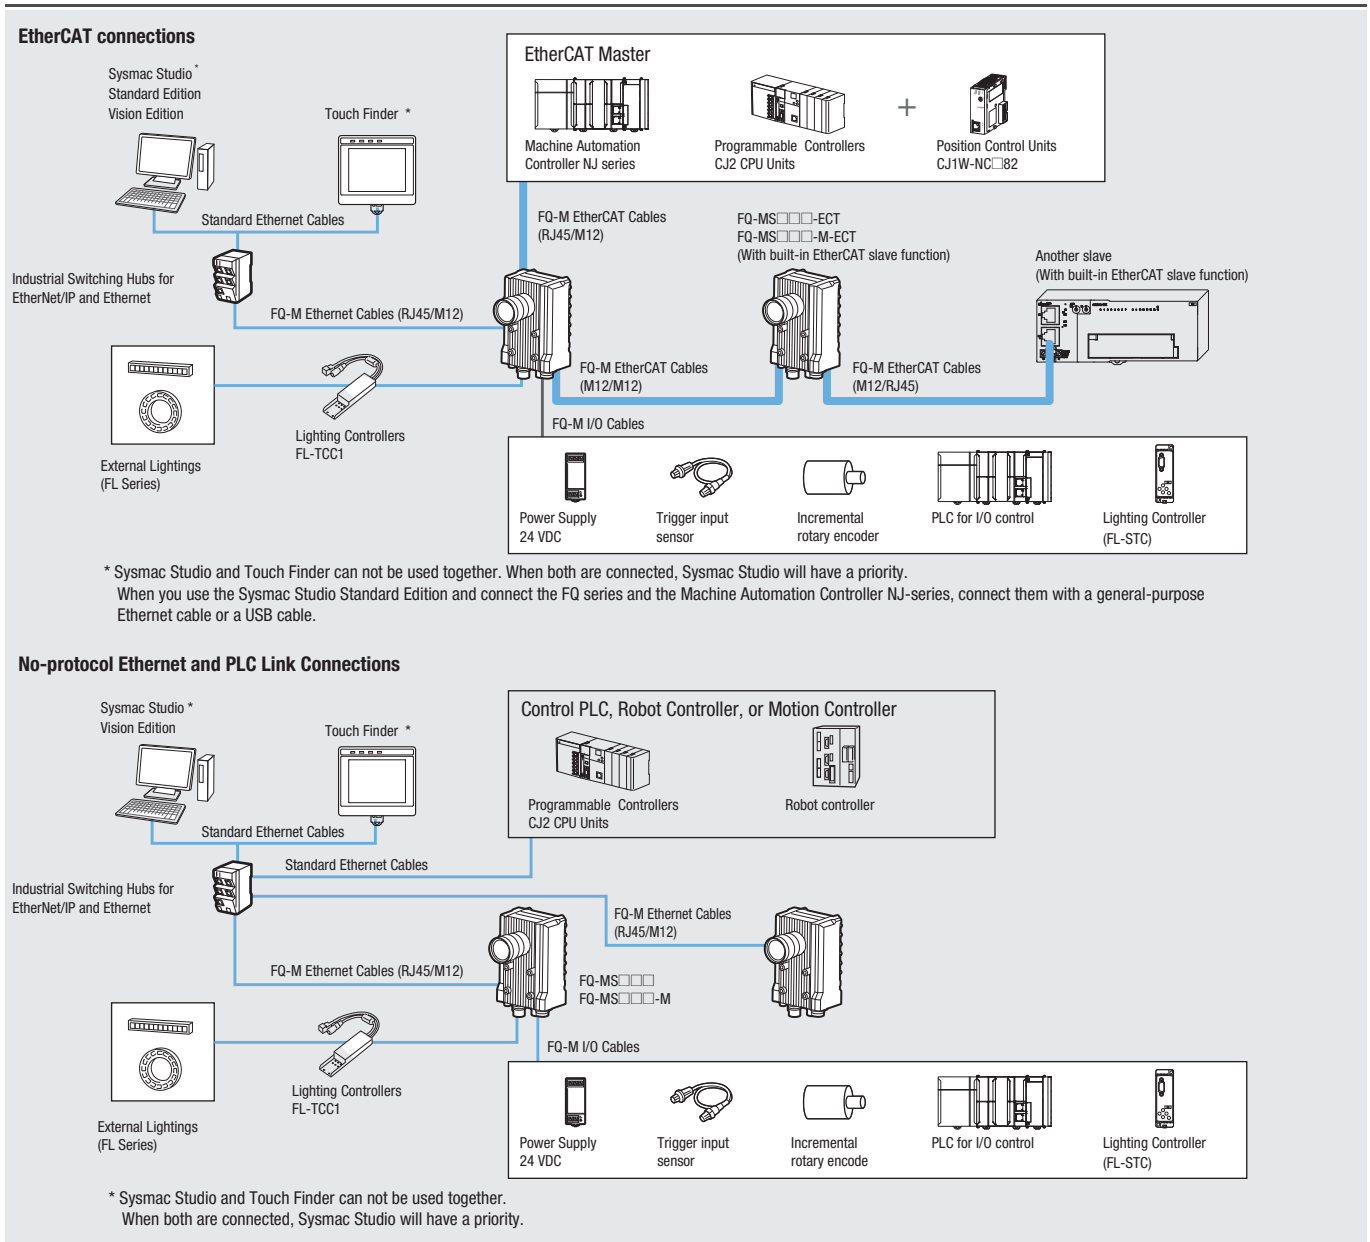 EtherCAT connections
Sysmac Studio *
Standard Edition
Vision Edition
Touch Finder *
EtherCAT Master
Machine Automation
Controller NJ series
Programmable Controllers
CJ2 CPU Units
+
Position Control Units
CJ1W-NC□82
Standard Ethernet Cables
FQ-M EtherCAT Cables
(RJ45/M12)
FQ-MS□□□-ECT
FQ-MS□□□-M-ECT
(With built-in EtherCAT slave function)
Another slave
(With built-in EtherCAT slave function)
Industrial Switching Hubs for
EtherNet/IP and Ethernet
FQ-M Ethernet Cables (RJ45/M12)
FQ-M EtherCAT Cables
(M12/M12)
FQ-M EtherCAT Cables
(M12/RJ45)
Lighting Controllers
FL-TCC1
External Lightings
(FL Series)
FQ-M I/O Cables
Power Supply
24 VDC
Trigger input
sensor
Incremental
rotary encoder
PLC for I/O control
Lighting Controller
(FL-STC)
* Sysmac Studio and Touch Finder can not be used together. When both are connected, Sysmac Studio will have a priority.
When you use the Sysmac Studio Standard Edition and connect the FQ series and the Machine Automation Controller NJ-series, connect them with a general-purpose
Ethernet cable or a USB cable.
No-protocol Ethernet and PLC Link Connections
Sysmac Studio *
Vision Edition
Touch Finder *
Control PLC, Robot Controller, or Motion Controller
Programmable Controllers
CJ2 CPU Units
Robot controller
Standard Ethernet Cables
Standard Ethernet Cables
Industrial Switching Hubs for
EtherNet/IP and Ethernet
FQ-M Ethernet Cables
(RJ45/M12)
FQ-M Ethernet Cables (RJ45/M12)
FQ-MS□□□
FQ-MS□□□-M
Lighting Controllers
FL-TCC1
External Lightings
(FL Series)
FQ-M I/O Cables
Power Supply
24 VDC
Trigger input
sensor
Incremental
rotary encode
PLC for I/O control
Lighting Controller
(FL-STC)
* Sysmac Studio and Touch Finder can not be used together.
When both are connected, Sysmac Studio will have a priority.